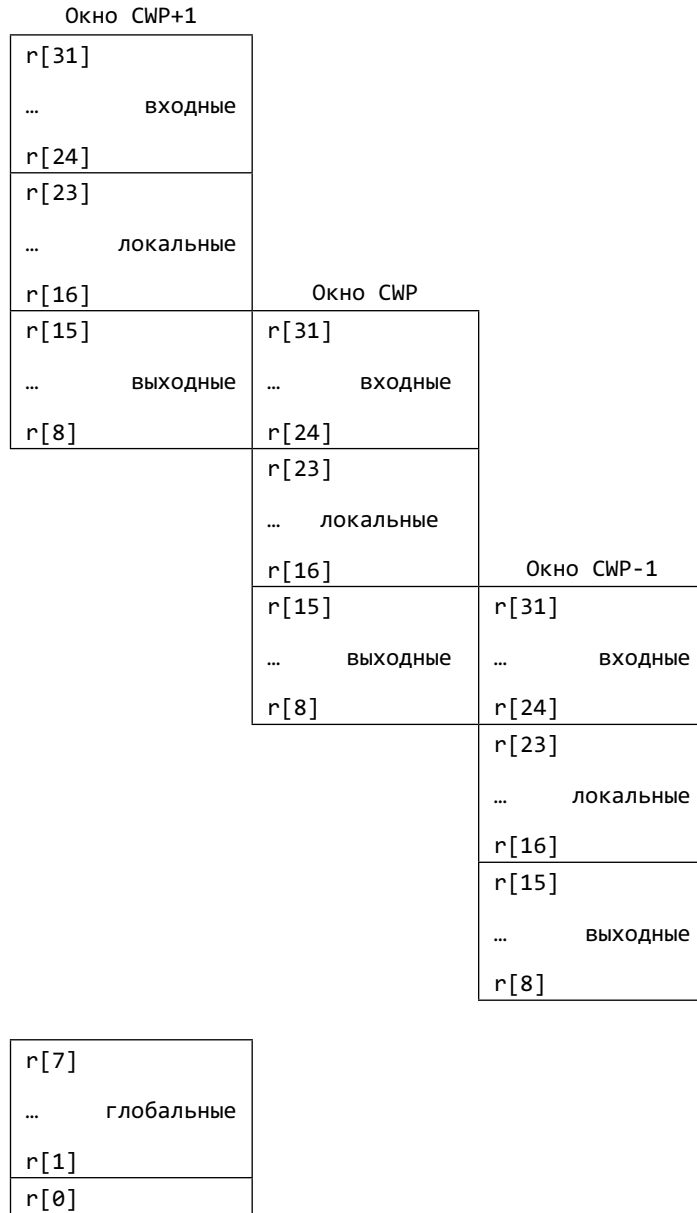 Окно CWP+1
r[31]
… входные
r[24]
r[23]
… локальные
r[16]
r[15]
… выходные
r[8]
Окно CWP
r[31]
… входные
r[24]
r[23]
… локальные
r[16]
r[15]
… выходные
r[8]
Окно CWP-1
r[31]
… входные
r[24]
r[23]
… локальные
r[16]
r[15]
… выходные
r[8]
r[7]
… глобальные
r[1]
r[0]